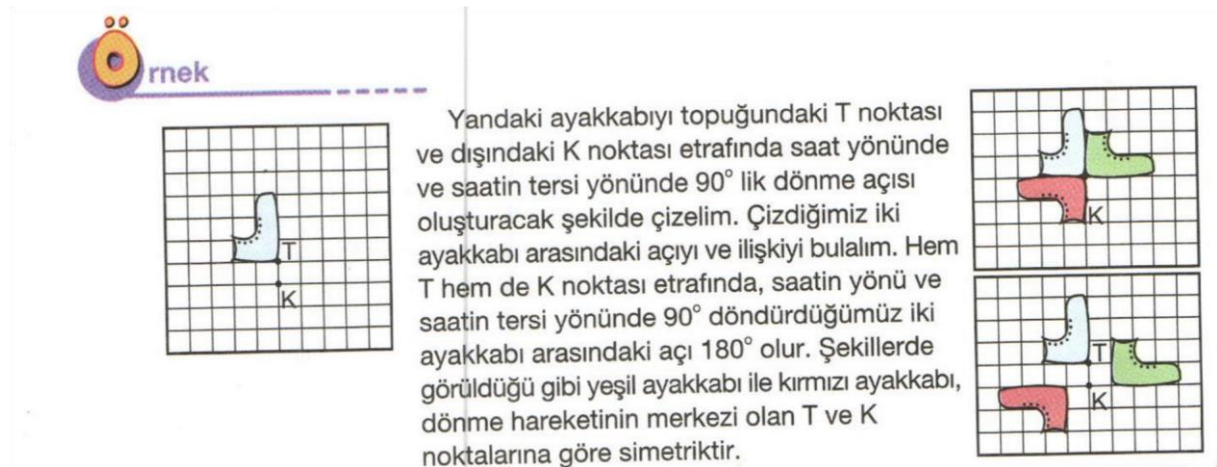 Örnek
Yandaki ayakkabıyı topuğundaki T noktası
ve dışındaki K noktası etrafında saat yönünde
ve saatin tersi yönünde 90° lik dönme açısı
oluşturacak şekilde çizelim. Çizdiğimiz iki
ayakkabı arasındaki açıyı ve ilişkiyi bulalım. Hem
T hem de K noktası etrafında, saatin yönü ve
saatin tersi yönünde 90° döndürdüğümüz iki
ayakkabı arasındaki açı 180° olur. Şekillerde
görüldüğü gibi yeşil ayakkabı ile kırmızı ayakkabı,
dönme hareketinin merkezi olan T ve K
noktalarına göre simetriktir.
T
K
K
T
K